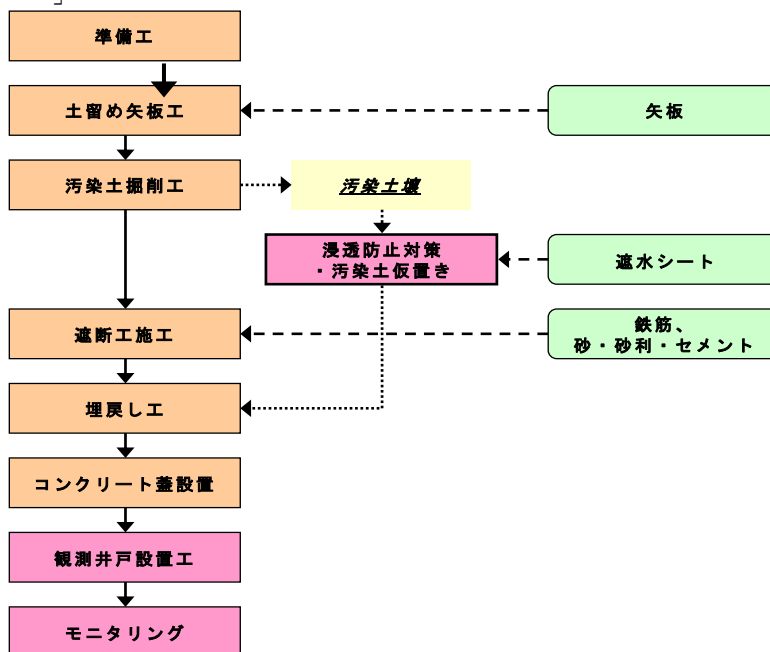 準備工
土留め矢板工
矢板
汚染土掘削工
汚染土壌
浸透防止対策
・汚染土仮置き
遮水シート
遮断工施工
鉄筋、
砂・砂利・セメント
埋戻し工
コンクリート蓋設置
観測井戸設置工
モニタリング